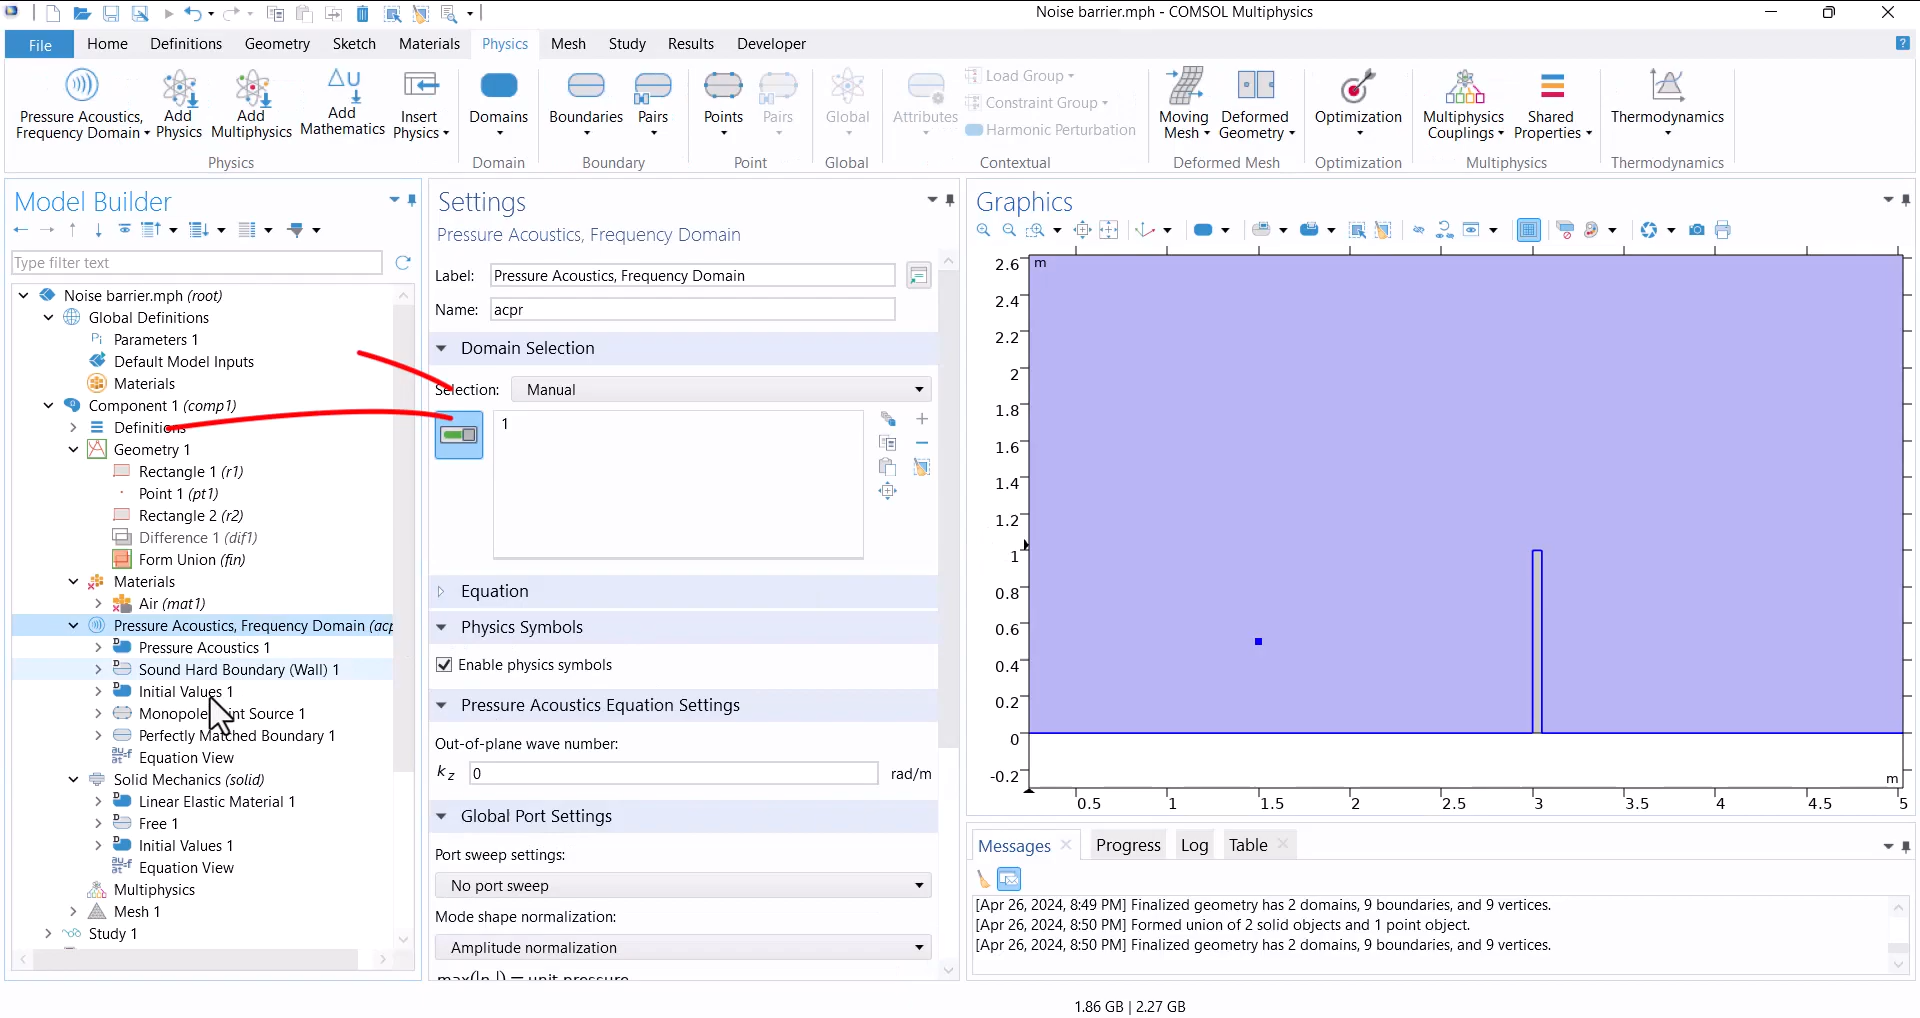 Noise barrier.mph - COMSOL Multiphysics
File Home Definitions Geometry Sketch Materials Physics Mesh Study Results Developer
Pressure Acoustics, Frequency Domain
Add Physics
Add Multiphysics
Add Mathematics
Insert Physics
Domains
Boundaries
Pairs
Points
Pairs
Global
Attributes
Load Group
Constraint Group
Harmonic Perturbation
Moving Mesh
Deformed Geometry
Optimization
Multiphysics Couplings
Shared Properties
Thermodynamics
Physics Domain Boundary Point Global Contextual Deformed Mesh Optimization Multiphysics Thermodynamics
Model Builder
Type filter text
Noise barrier.mph (root)
Global Definitions
Pi Parameters 1
Default Model Inputs
Materials
Component 1 (comp1)
Definitions
Geometry 1
Rectangle 1 (r1)
Point 1 (pt1)
Rectangle 2 (r2)
Difference 1 (dif1)
Form Union (fin)
Materials
Air (mat1)
Pressure Acoustics, Frequency Domain (acp
Pressure Acoustics 1
Sound Hard Boundary (Wall) 1
Initial Values 1
Monopole Point Source 1
Perfectly Matched Boundary 1
Equation View
Solid Mechanics (solid)
Linear Elastic Material 1
Free 1
Initial Values 1
Equation View
Multiphysics
Mesh 1
Study 1
Settings
Pressure Acoustics, Frequency Domain
Label: Pressure Acoustics, Frequency Domain
Name: acpr
Domain Selection
Selection: Manual
1
Equation
Physics Symbols
Enable physics symbols
Pressure Acoustics Equation Settings
Out-of-plane wave number:
kz 0 rad/m
Global Port Settings
Port sweep settings:
No port sweep
Mode shape normalization:
Amplitude normalization
Graphics
m
2.6
2.4
2.2
2
1.8
1.6
1.4
1.2
1
0.8
0.6
0.4
0.2
0
-0.2
m
0.5 1 1.5 2 2.5 3 3.5 4 4.5 5
Messages Progress Log Table
[Apr 26, 2024, 8:49 PM] Finalized geometry has 2 domains, 9 boundaries, and 9 vertices.
[Apr 26, 2024, 8:50 PM] Formed union of 2 solid objects and 1 point object.
[Apr 26, 2024, 8:50 PM] Finalized geometry has 2 domains, 9 boundaries, and 9 vertices.
1.86 GB | 2.27 GB